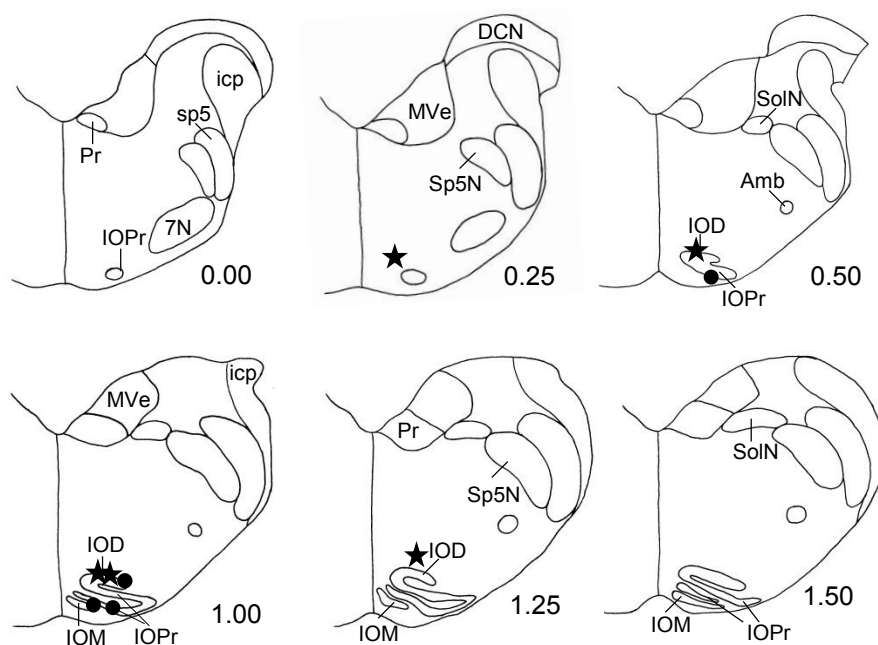 icp
sp5
Pr
7N
IOPr
0.00
DCN
MVe
Sp5N
0.25
SolN
Amb
IOD
IOPr
0.50
MVe
icp
IOD
IOM
IOPr
1.00
Pr
Sp5N
IOD
IOM
1.25
SolN
IOM
IOPr
1.50